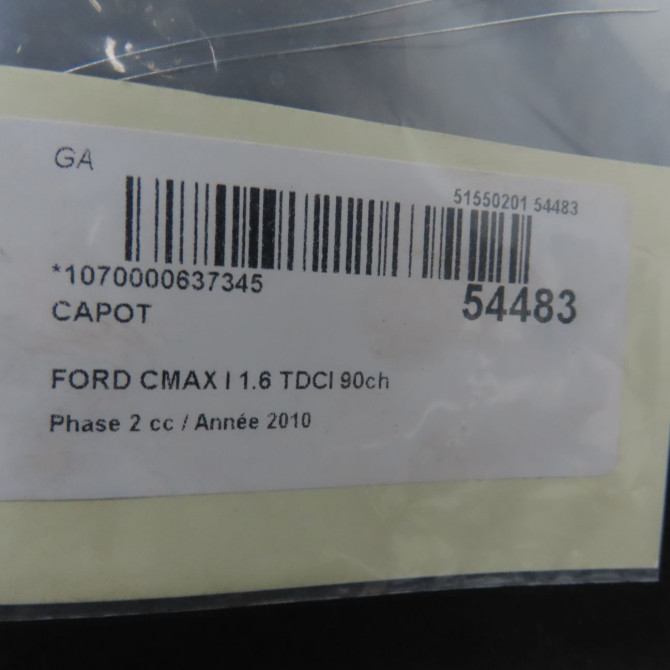 GA
51550201 54483
*1070000637345
54483
CAPOT
FORD CMAX I 1.6 TDCI 90ch
Phase 2 cc / Année 2010